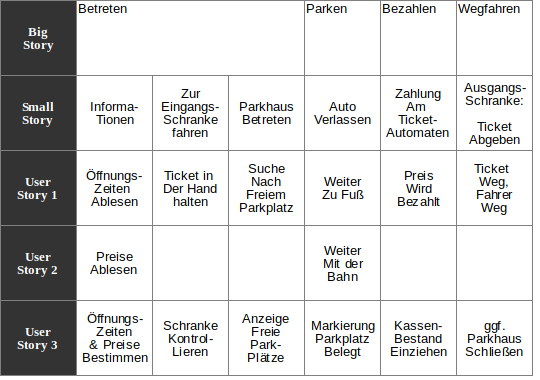 Big
Story
Betreten
Parken
Bezahlen
Wegfahren
Small
Story
Informa-
Tionen
Zur
Eingangs-
Schranke
fahren
Parkhaus
Betreten
Auto
Verlassen
Zahlung
Am
Ticket-
Automaten
Ausgangs-
Schranke:
Ticket
Abgeben
User
Story 1
Öffnungs-
Zeiten
Ablesen
Ticket in
Der Hand
halten
Suche
Nach
Freiem
Parkplatz
Weiter
Zu Fuß
Preis
Wird
Bezahlt
Ticket
Weg,
Fahrer
Weg
User
Story 2
Preise
Ablesen
Weiter
Mit der
Bahn
User
Story 3
Öffnungs-
Zeiten
& Preise
Bestimmen
Schranke
Kontrol-
Lieren
Anzeige
Freie
Park-
Plätze
Markierung
Parkplatz
Belegt
Kassen-
Bestand
Einziehen
ggf.
Parkhaus
Schließen